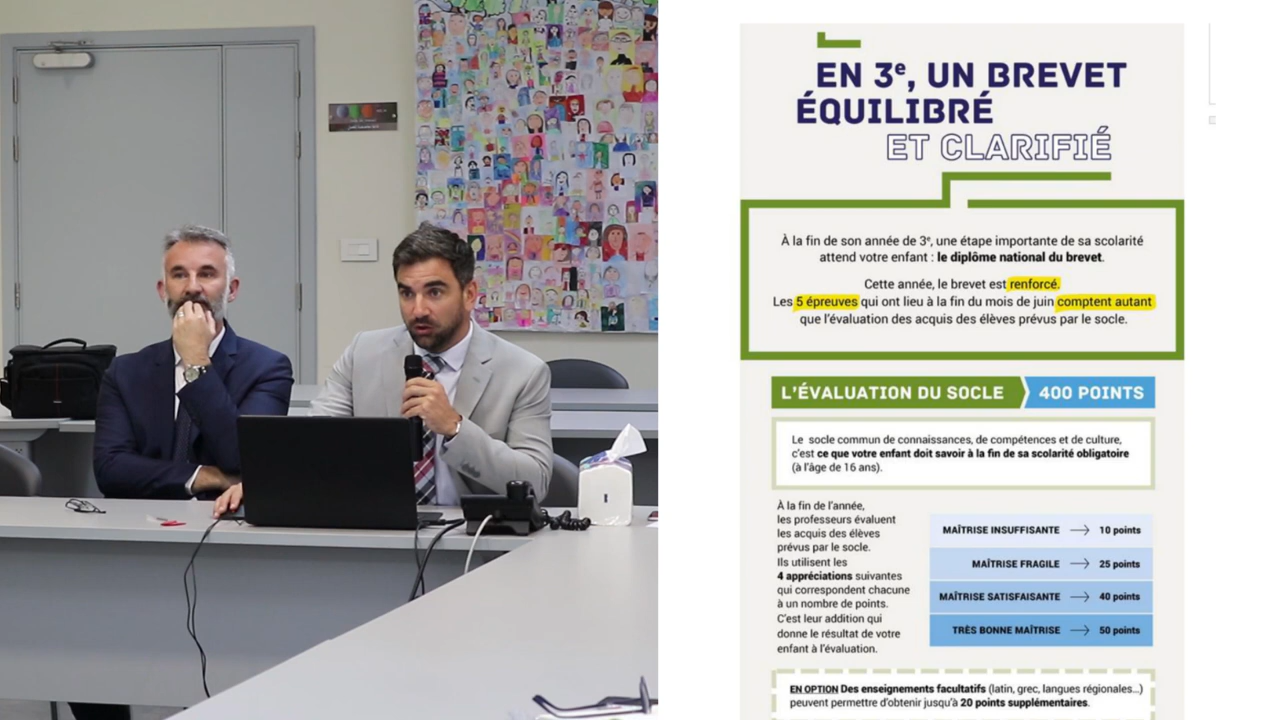 EN 3e, UN BREVET
ÉQUILIBRÉ
ET CLARIFIÉ
À la fin de son année de 3e, une étape importante de sa scolarité
attend votre enfant : le diplôme national du brevet.
Cette année, le brevet est renforcé.
Les 5 épreuves qui ont lieu à la fin du mois de juin comptent autant
que l'évaluation des acquis des élèves prévus par le socle.
L'ÉVALUATION DU SOCLE 400 POINTS
Le socle commun de connaissances, de compétences et de culture,
c'est ce que votre enfant doit savoir à la fin de sa scolarité obligatoire
(à l'âge de 16 ans).
À la fin de l'année,
les professeurs évaluent
les acquis des élèves
prévus par le socle.
Ils utilisent les
4 appréciations suivantes
qui correspondent chacune
à un nombre de points.
C'est leur addition qui
donne le résultat de votre
enfant à l'évaluation.
MAÎTRISE INSUFFISANTE → 10 points
MAÎTRISE FRAGILE → 25 points
MAÎTRISE SATISFAISANTE → 40 points
TRÈS BONNE MAÎTRISE → 50 points
EN OPTION Des enseignements facultatifs (latin, grec, langues régionales...)
peuvent permettre d'obtenir jusqu'à 20 points supplémentaires.